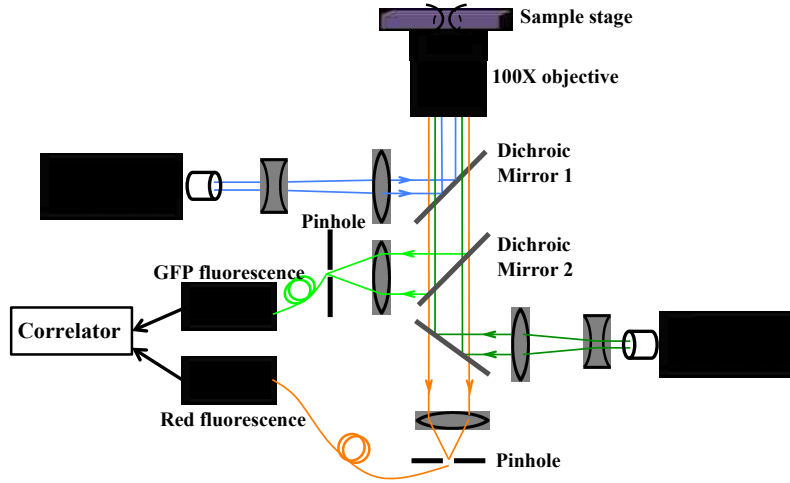 Sample stage
100X objective
Dichroic
Mirror 1
Pinhole
Dichroic
Mirror 2
GFP fluorescence
Correlator
Red fluorescence
Pinhole